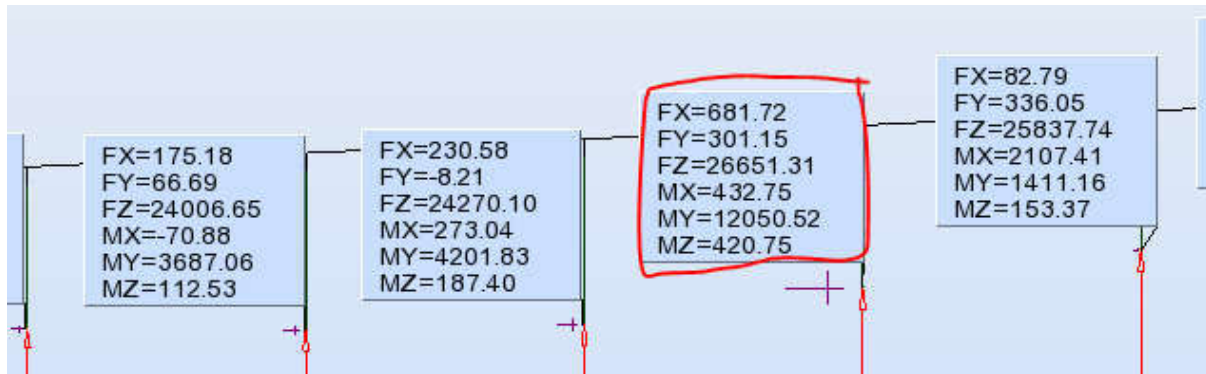 FX=175.18
FY=66.69
FZ=24006.65
MX=-70.88
MY=3687.06
MZ=112.53
FX=230.58
FY=-8.21
FZ=24270.10
MX=273.04
MY=4201.83
MZ=187.40
FX=681.72
FY=301.15
FZ=26651.31
MX=432.75
MY=12050.52
MZ=420.75
FX=82.79
FY=336.05
FZ=25837.74
MX=2107.41
MY=1411.16
MZ=153.37